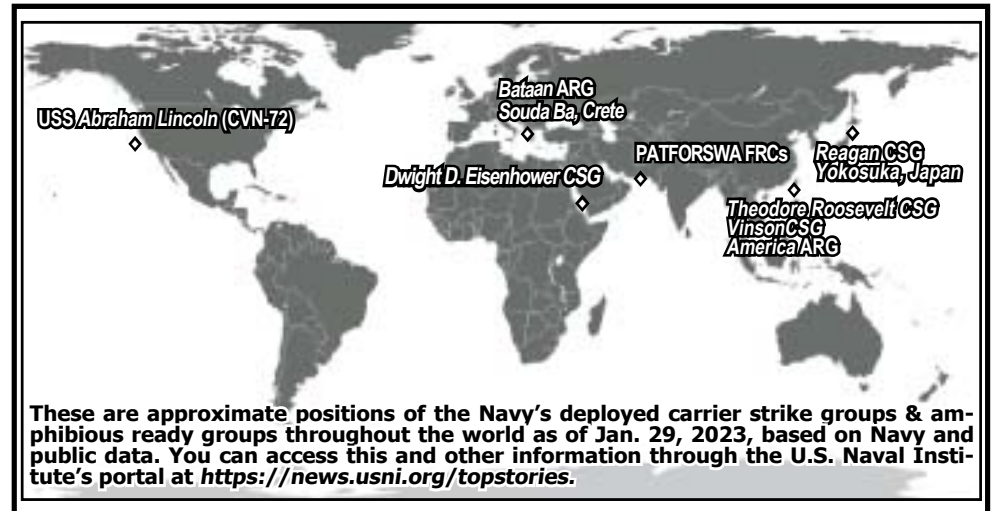 USS Abraham Lincoln (CVN-72)
Bataan ARG
Souda Ba, Crete
Dwight D. Eisenhower CSG
PATFORSWA FRCs
Reagan CSG
Yokosuka, Japan
Theodore Roosevelt CSG
VinsonCSG
America ARG
These are approximate positions of the Navy's deployed carrier strike groups & am-
phibious ready groups throughout the world as of Jan. 29, 2023, based on Navy and
public data. You can access this and other information through the U.S. Naval Insti-
tute's portal at https://news.usni.org/topstories.